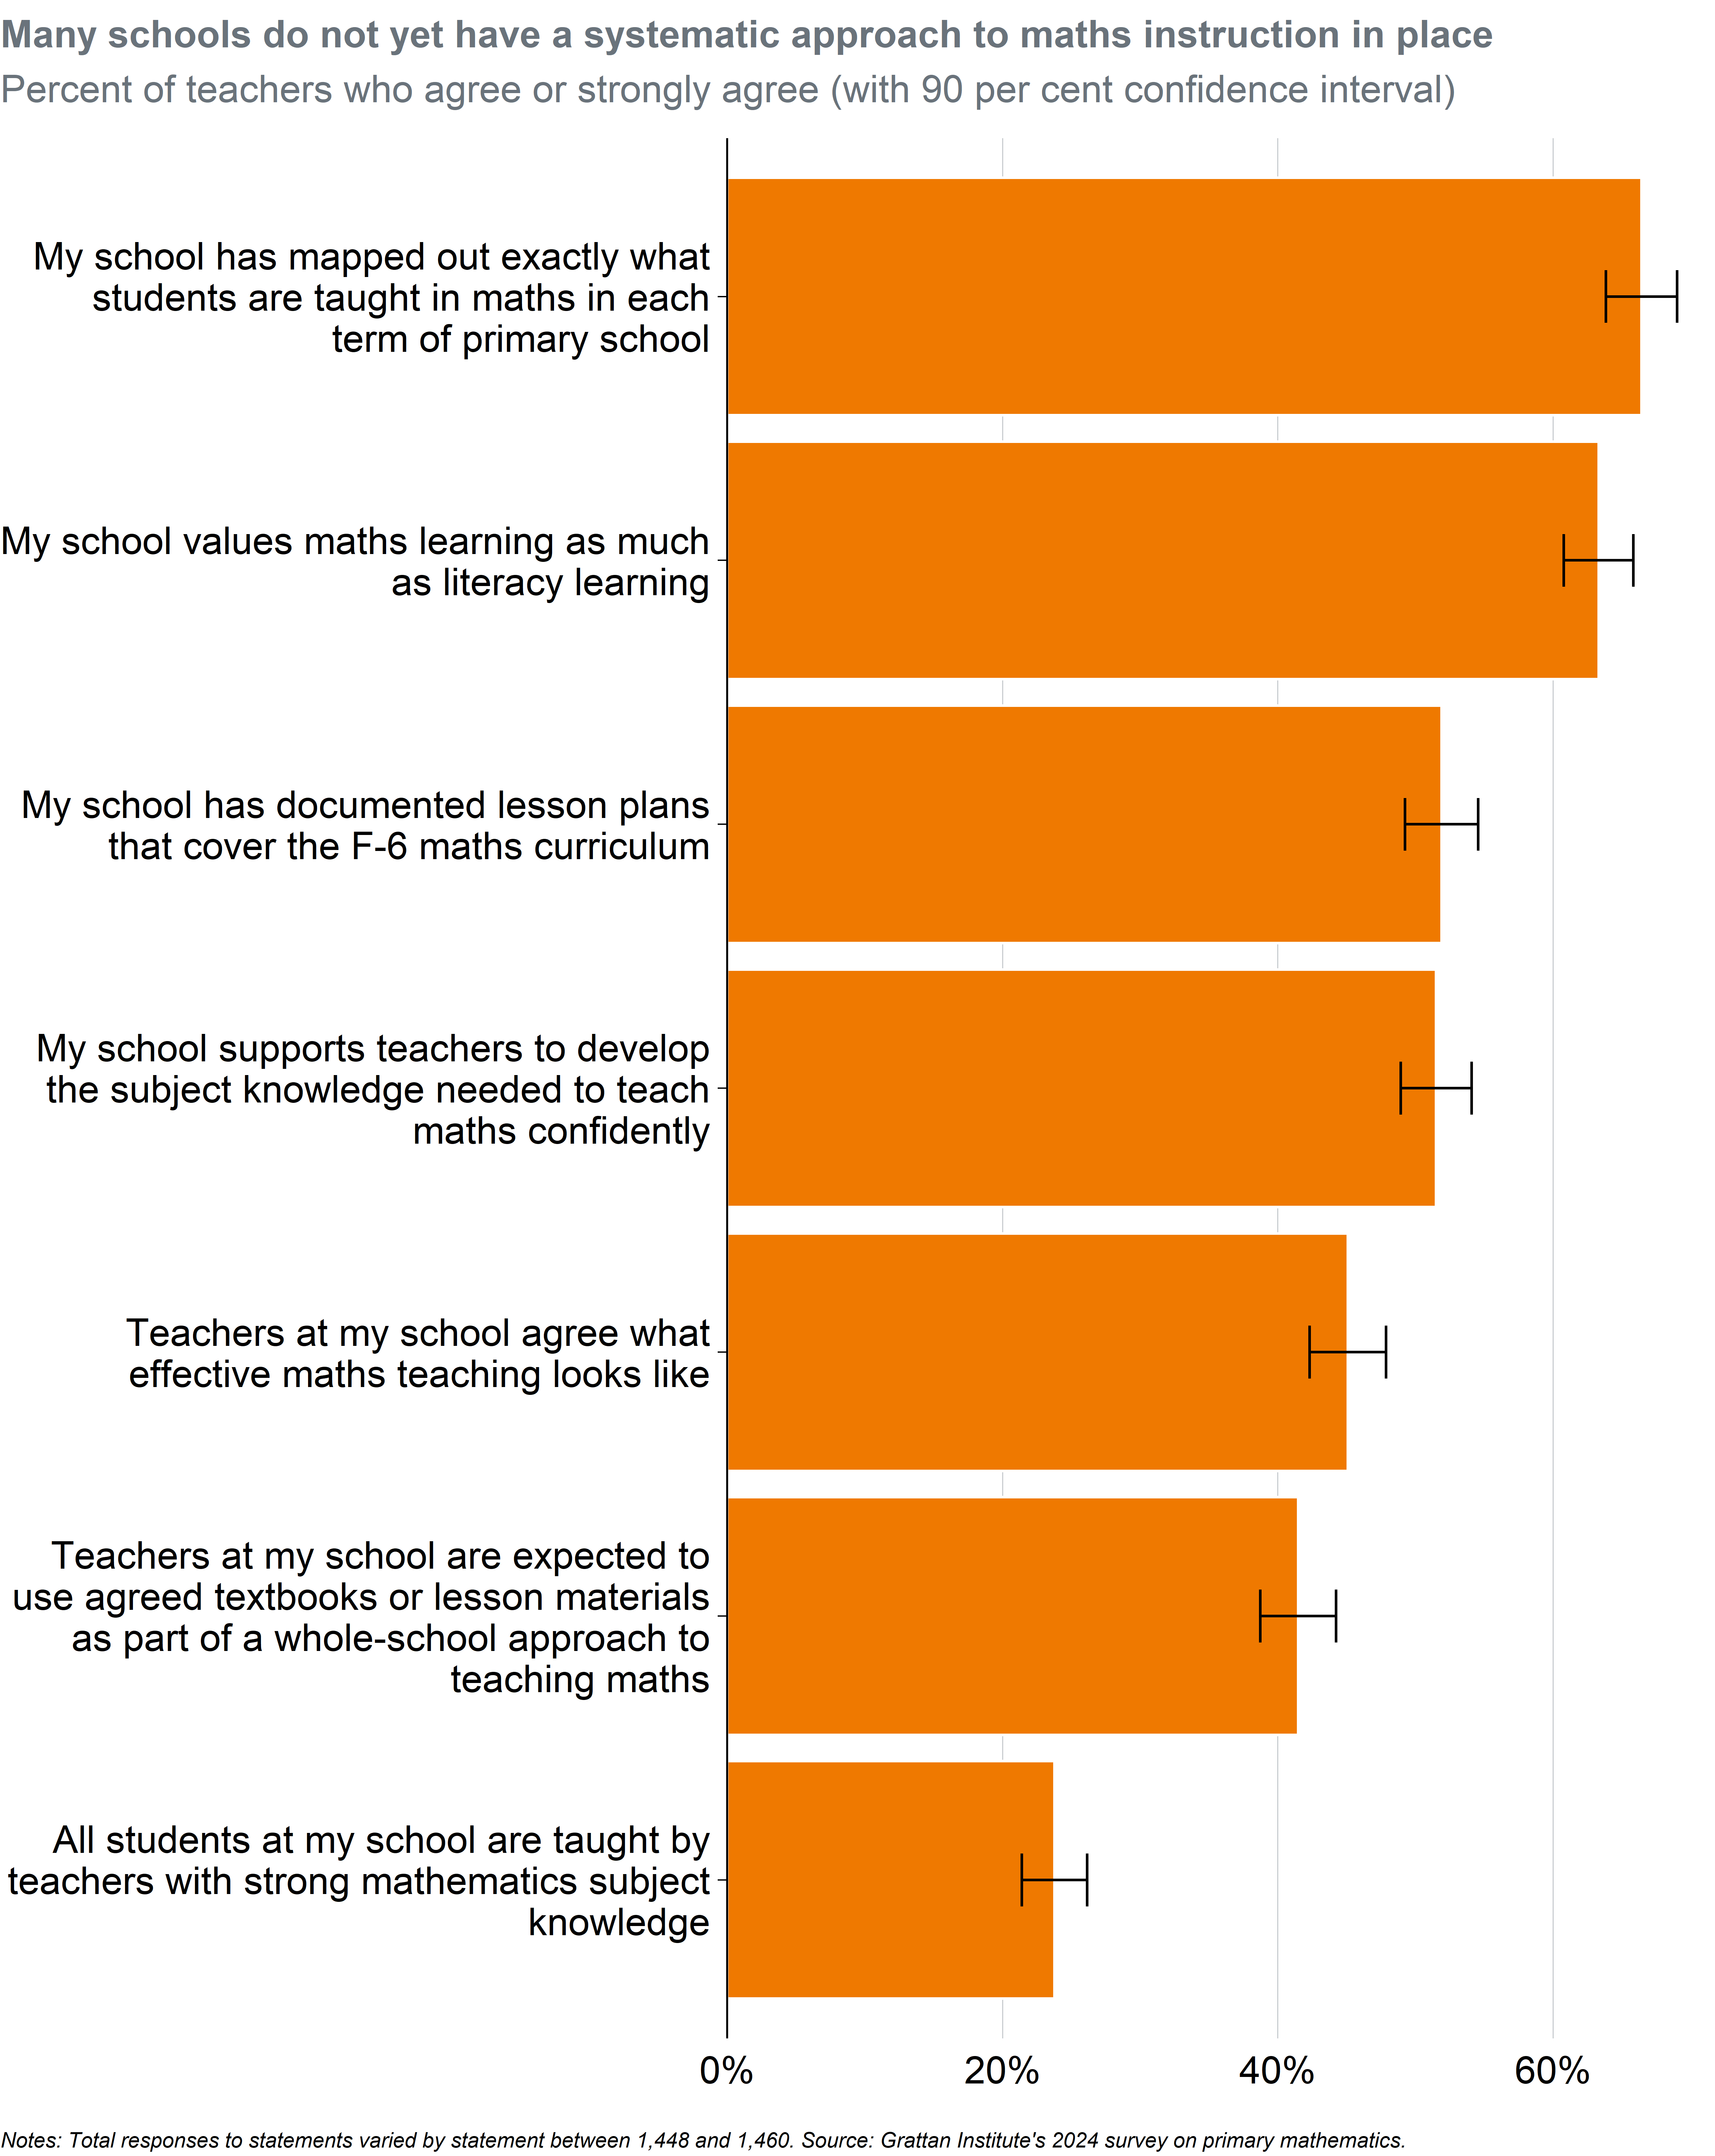 Many schools do not yet have a systematic approach to maths instruction in place
Percent of teachers who agree or strongly agree (with 90 per cent confidence interval)
My school has mapped out exactly what
students are taught in maths in each
term of primary school
My school values maths learning as much
as literacy learning
My school has documented lesson plans
that cover the F-6 maths curriculum
My school supports teachers to develop
the subject knowledge needed to teach
maths confidently
Teachers at my school agree what
effective maths teaching looks like
Teachers at my school are expected to
use agreed textbooks or lesson materials
as part of a whole-school approach to
teaching maths
All students at my school are taught by
teachers with strong mathematics subject
knowledge
0% 20% 40% 60%
Notes: Total responses to statements varied by statement between 1,448 and 1,460. Source: Grattan Institute's 2024 survey on primary mathematics.